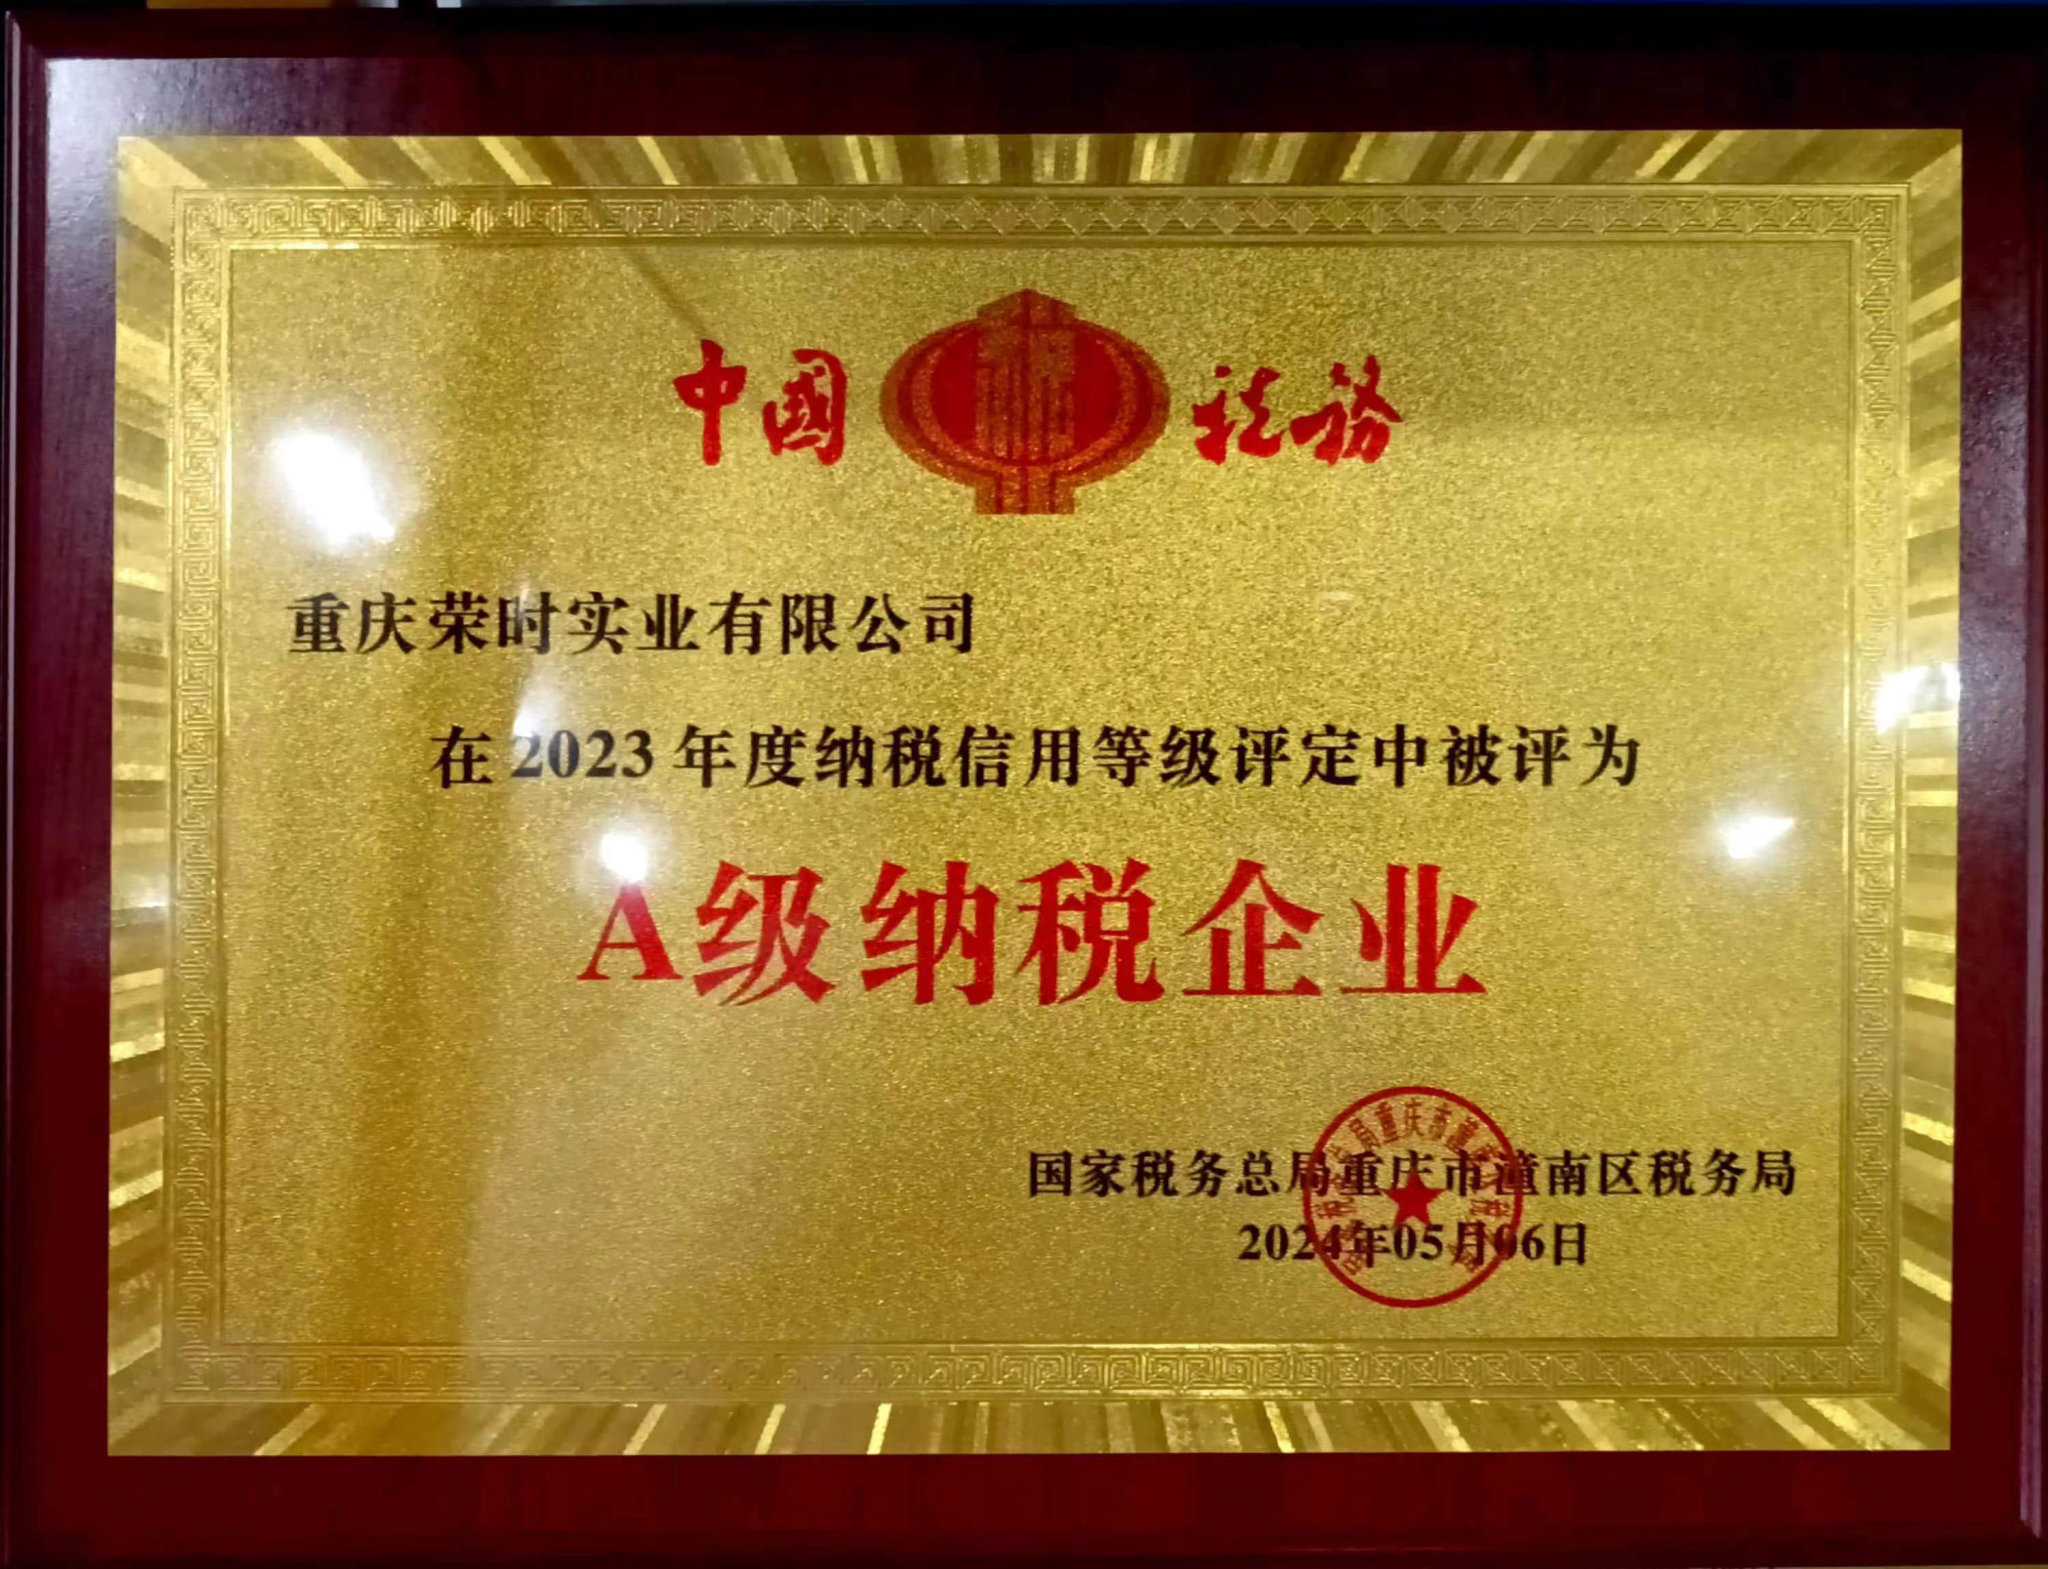 中國 税務
重庆荣时实业有限公司
在2023年度纳税信用等级评定中被评为
A级纳税企业
国家税务总局重庆市潼南区税务局
2024年05月06日